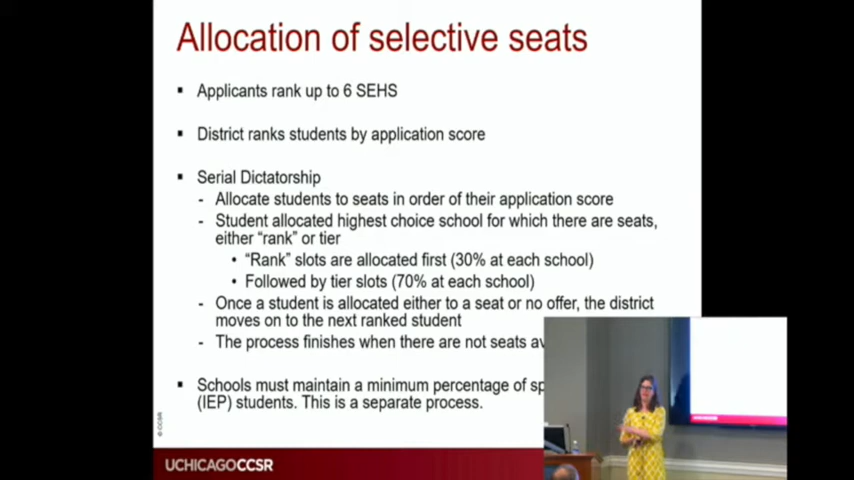 Allocation of selective seats
▪ Applicants rank up to 6 SEHS
▪ District ranks students by application score
▪ Serial Dictatorship
- Allocate students to seats in order of their application score
- Student allocated highest choice school for which there are seats,
either “rank” or tier
• “Rank” slots are allocated first (30% at each school)
• Followed by tier slots (70% at each school)
- Once a student is allocated either to a seat or no offer, the district
moves on to the next ranked student
- The process finishes when there are not seats av
▪ Schools must maintain a minimum percentage of sp
(IEP) students. This is a separate process.
© CCSR
UCHICAGOCCSR